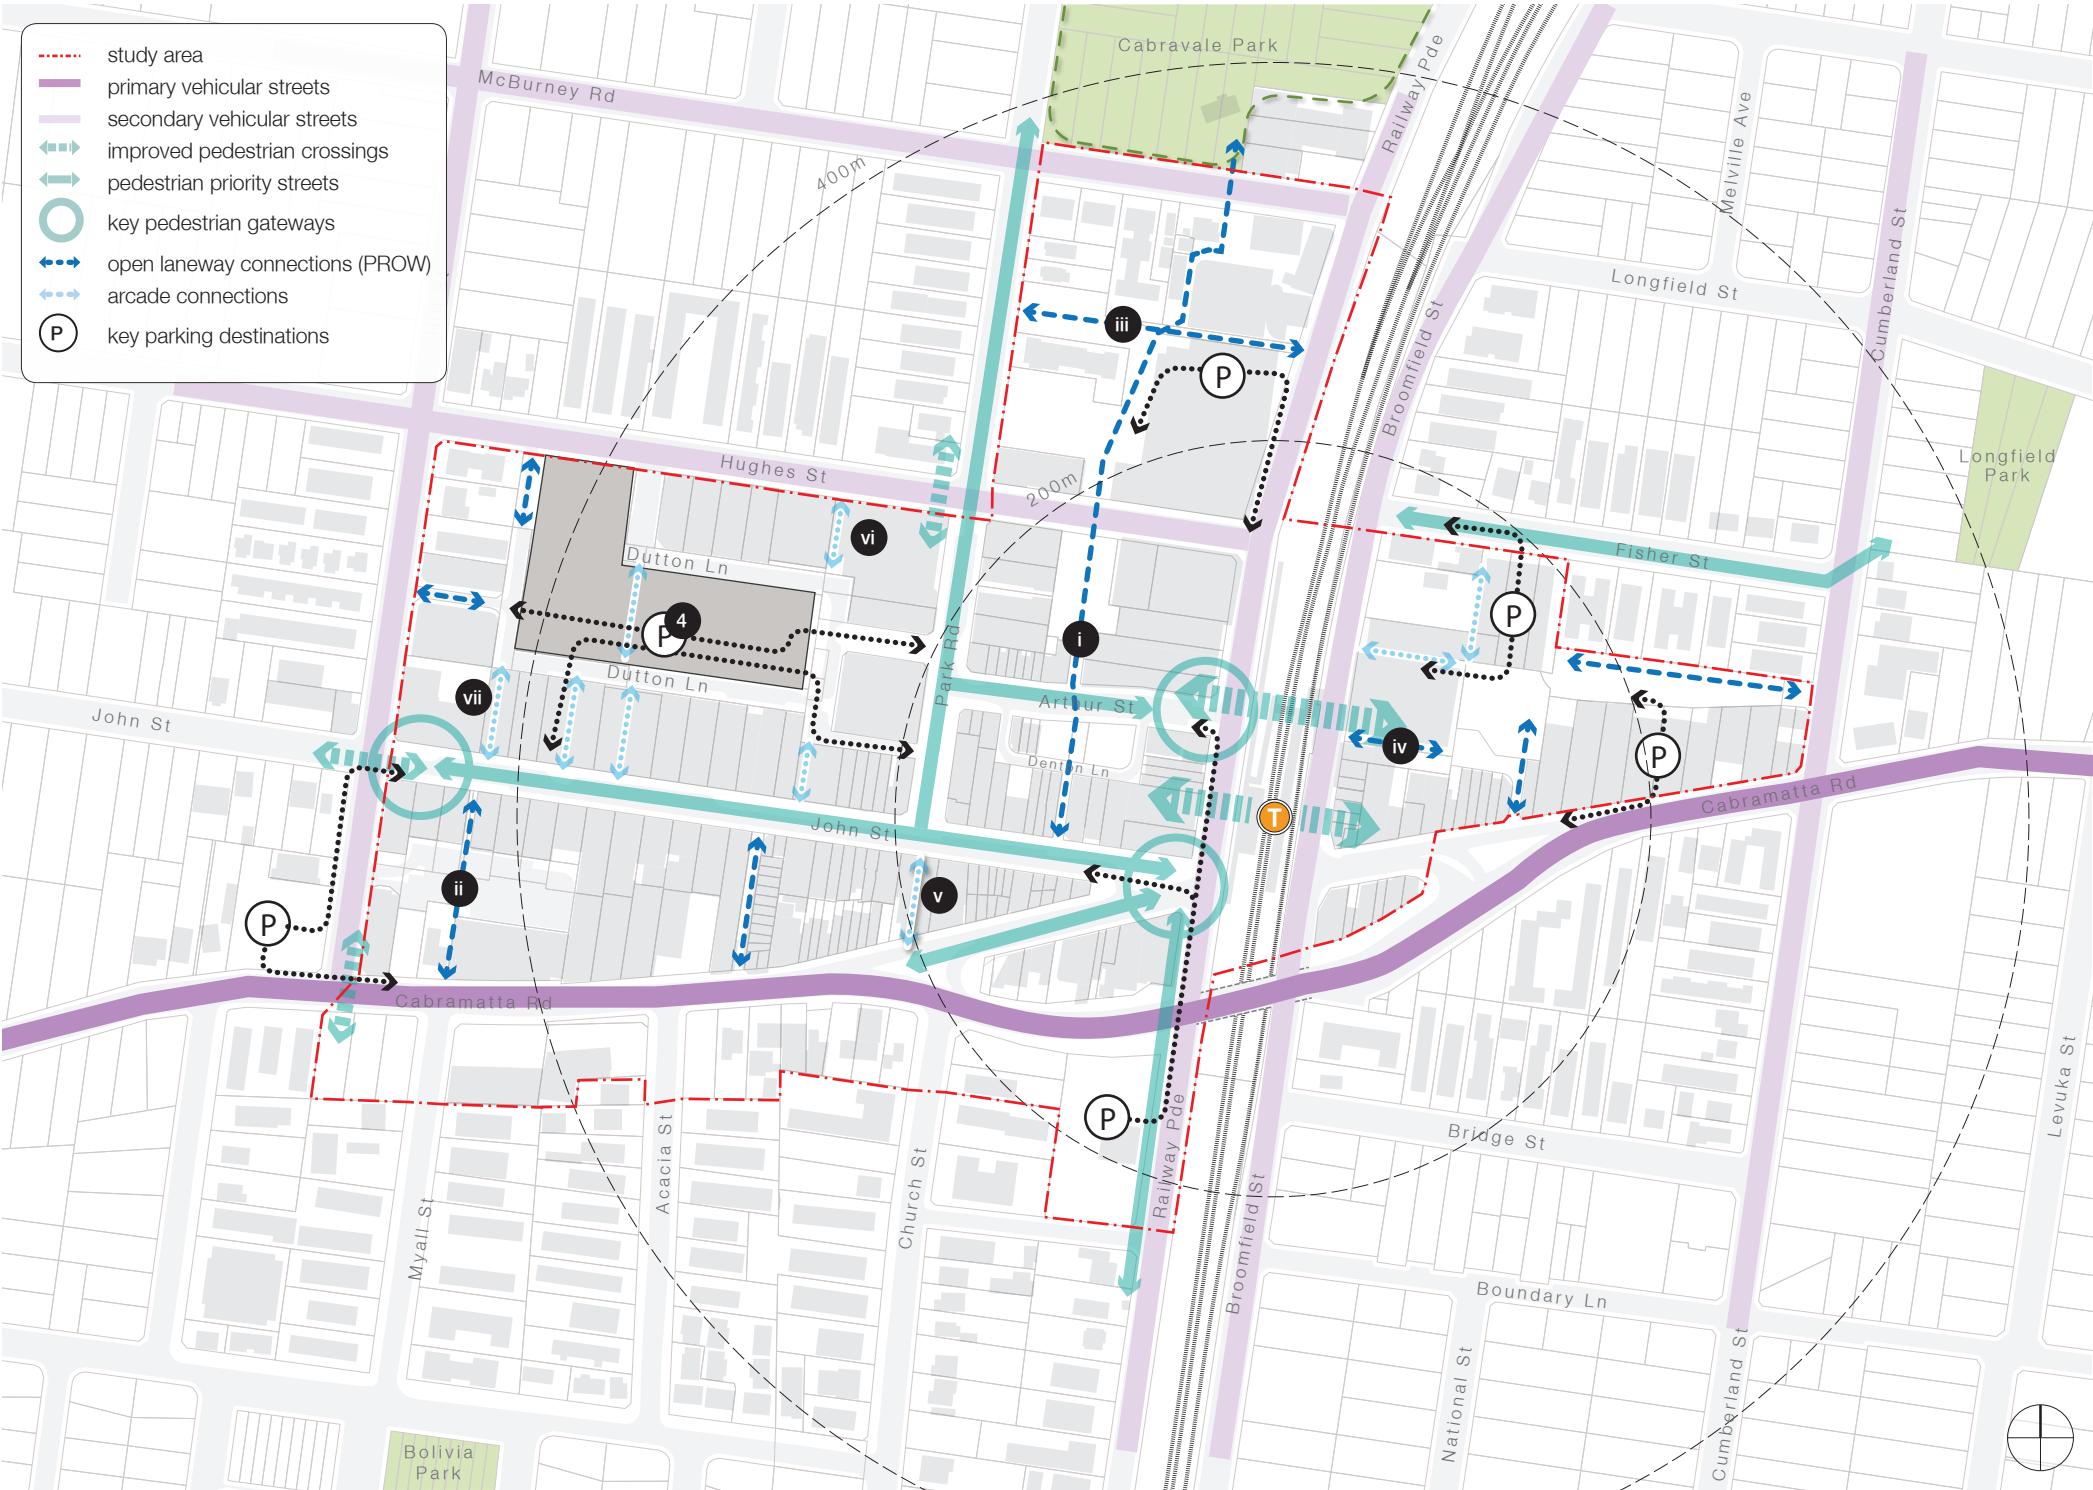 study area
primary vehicular streets
secondary vehicular streets
improved pedestrian crossings
pedestrian priority streets
key pedestrian gateways
open laneway connections (PROW)
arcade connections
P
key parking destinations
Cabravale Park
McBurney Rd
Railway Pde
400m
Melville Ave
Cumberland St
Longfield St
iii
P
Broomfield St
Hughes St
200m
Longfield
Park
vi
Dutton Ln
Fisher St
P
4
P
i
Park Rd
Dutton Ln
vii
Arthur St
John St
iv
Denton Ln
P
Cabramatta Rd
T
John St
ii
v
P
Cabramatta Rd
Levuka St
P
Bridge St
Acacia St
Railway Pde
Church St
Myall St
Broomfield St
Boundary Ln
National St
Cumberland St
Bolivia
Park